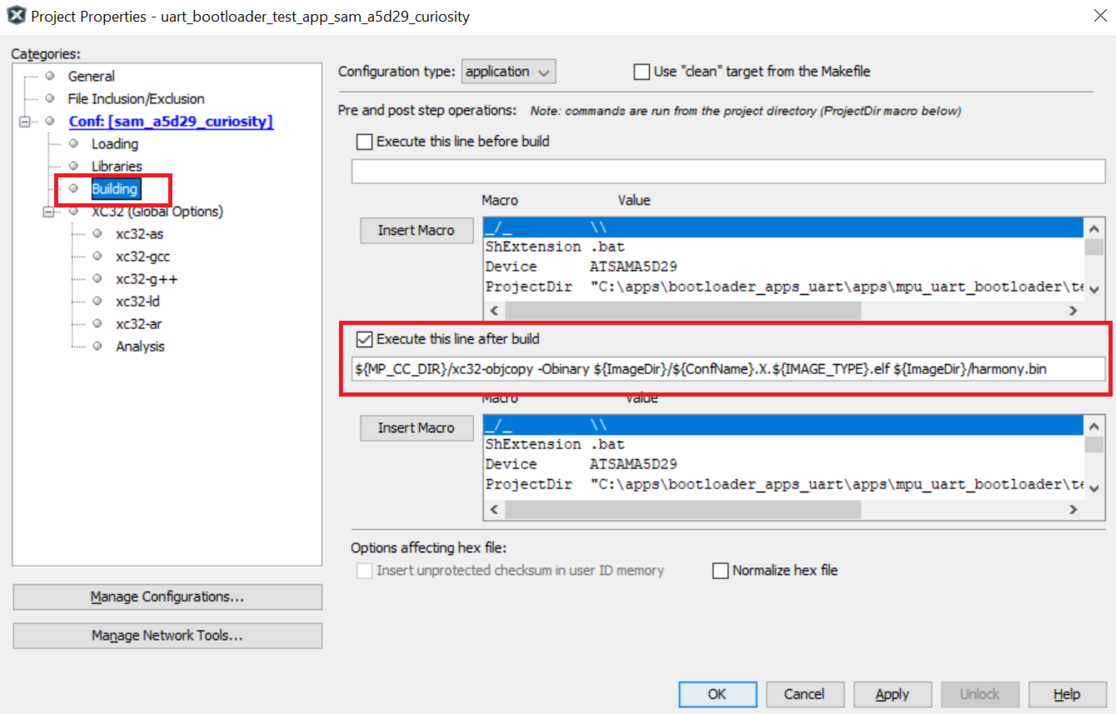 Project Properties - uart_bootloader_test_app_sam_a5d29_curiosity
Categories:
General
File Inclusion/Exclusion
Conf: [sam_a5d29_curiosity]
Loading
Libraries
Building
XC32 (Global Options)
xc32-as
xc32-gcc
xc32-g++
xc32-ld
xc32-ar
Analysis
Manage Configurations...
Manage Network Tools...
Configuration type: application
Use "clean" target from the Makefile
Pre and post step operations: Note: commands are run from the project directory (ProjectDir macro below)
Execute this line before build
Macro Value
Insert Macro
_/_ \\
ShExtension .bat
Device ATSAMA5D29
ProjectDir "C:\apps\bootloader_apps_uart\apps\mpu_uart_bootloader\te
Execute this line after build
${MP_CC_DIR}/xc32-objcopy -Obinary ${ImageDir}/${ConfName}.X.${IMAGE_TYPE}.elf ${ImageDir}/harmony.bin
Macro Value
Insert Macro
_/_ \\
ShExtension .bat
Device ATSAMA5D29
ProjectDir "C:\apps\bootloader_apps_uart\apps\mpu_uart_bootloader\te
Options affecting hex file:
Insert unprotected checksum in user ID memory
Normalize hex file
OK Cancel Apply Unlock Help